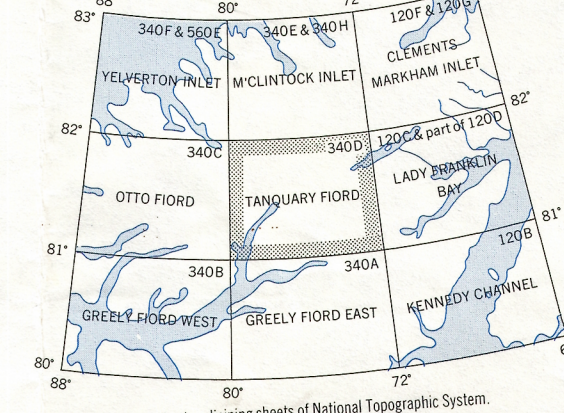 88
80°
72
83°
340F & 560E
340E & 340H
120F & 120G
YELVERTON INLET
M'CLINTOCK INLET
CLEMENTS
MARKHAM INLET
82°
82°
340C
340D
120C & part of 120D
OTTO FIORD
TANQUARY FIORD
LADY FRANKLIN
BAY
81°
81°
340B
340A
120B
GREELY FIORD WEST
GREELY FIORD EAST
KENNEDY CHANNEL
80°
88°
80°
72°
sheets of National Topographic System.